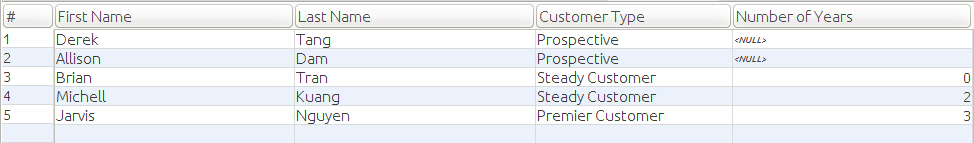 # First Name Last Name Customer Type Number of Years
1 Derek Tang Prospective <NULL>
2 Allison Dam Prospective <NULL>
3 Brian Tran Steady Customer 0
4 Michell Kuang Steady Customer 2
5 Jarvis Nguyen Premier Customer 3